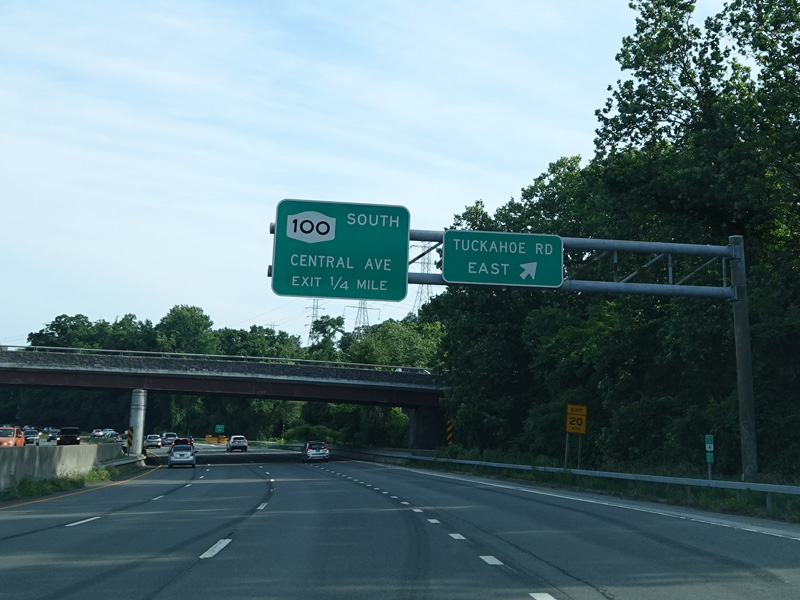 100 SOUTH
CENTRAL AVE
EXIT 1/4 MILE
TUCKAHOE RD
EAST
EXIT
20